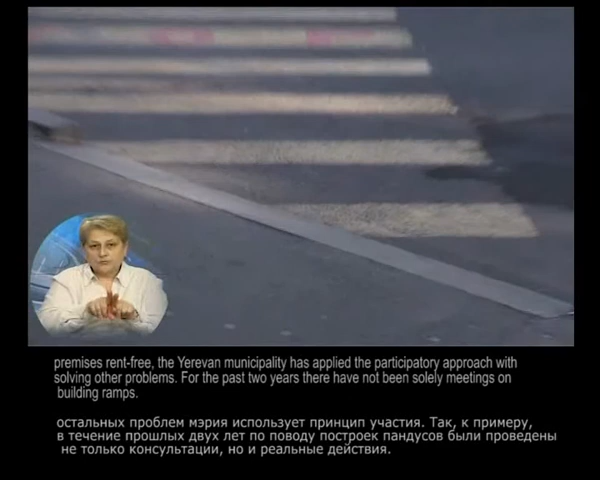 premises rent-free, the Yerevan municipality has applied the participatory approach with
solving other problems. For the past two years there have not been solely meetings on
building ramps.
остальных проблем мэрия использует принцип участия. Так, к примеру,
в течение прошлых двух лет по поводу построек пандусов были проведены
не только консультации, но и реальные действия.